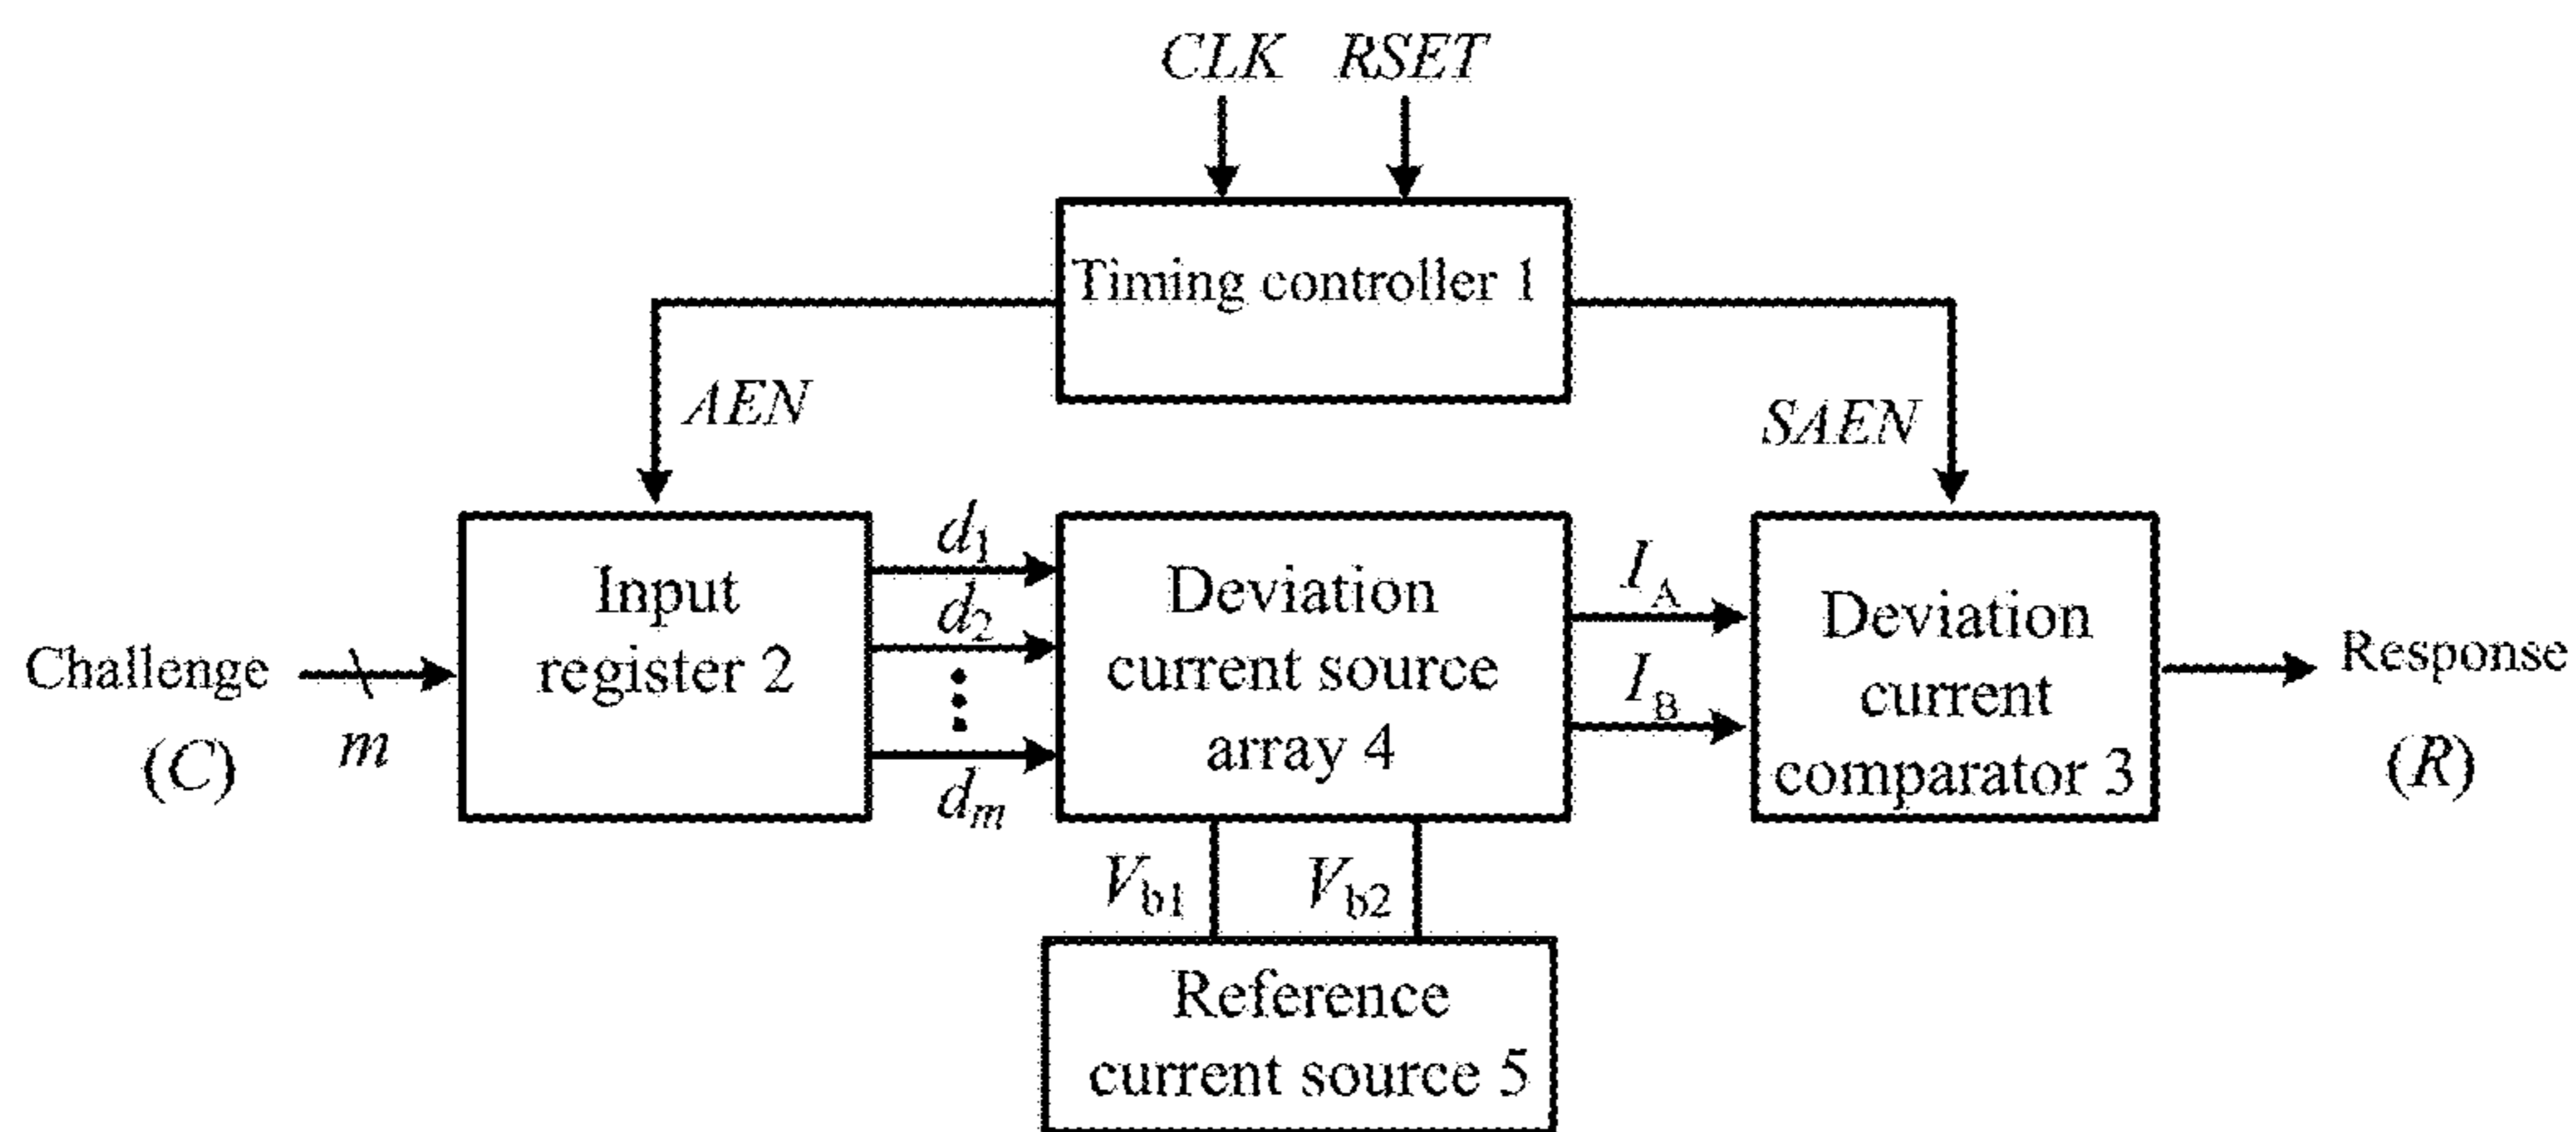 CLK RSET
Timing controller 1
AEN
SAEN
Challenge
(C)
m
Input
register 2
d1
d2
dm
Deviation
current source
array 4
IA
IB
Deviation
current
comparator 3
Response
(R)
Vb1 Vb2
Reference
current source 5